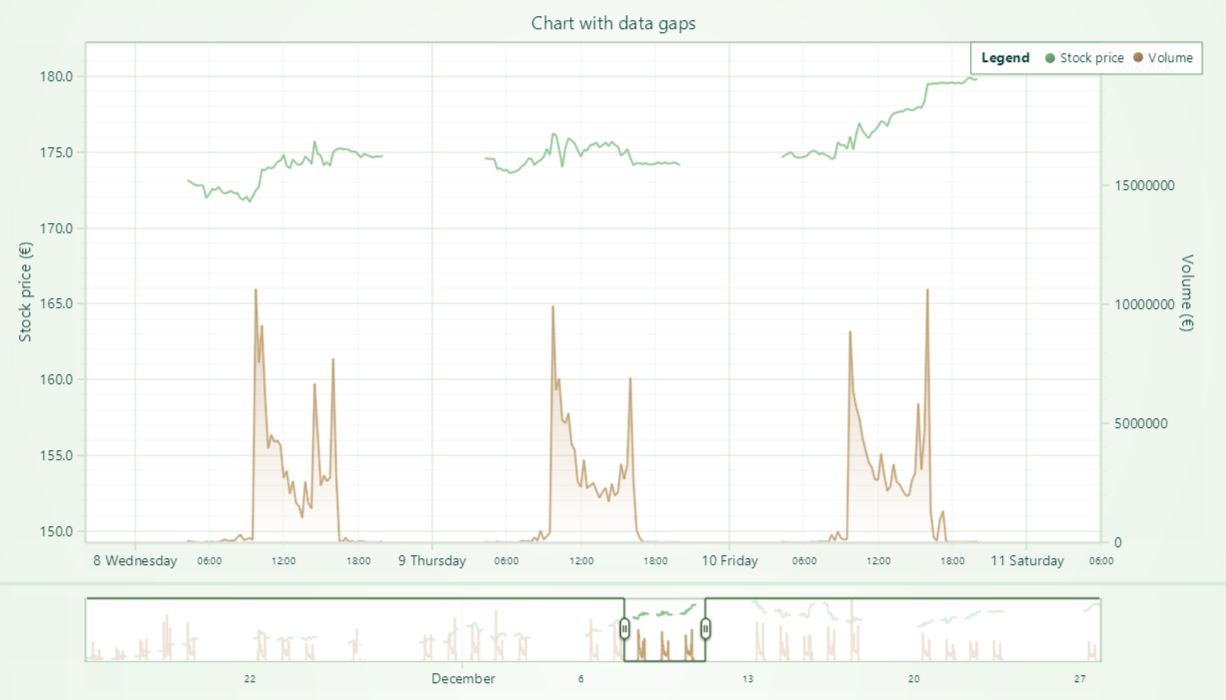 Chart with data gaps
Legend Stock price Volume
180.0
175.0
170.0
165.0
160.0
155.0
150.0
Stock price (€)
15000000
10000000
5000000
0
Volume (€)
8 Wednesday 06:00 12:00 18:00 9 Thursday 06:00 12:00 18:00 10 Friday 06:00 12:00 18:00 11 Saturday 06:00
22 December 6 13 20 27